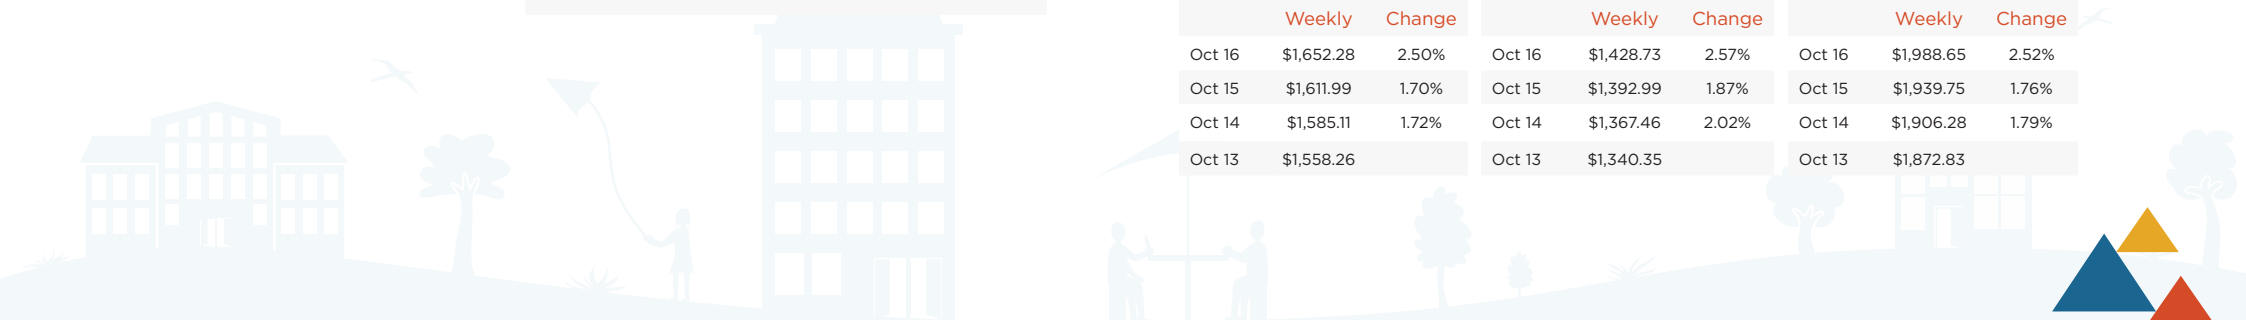 Weekly Change Weekly Change Weekly Change
Oct 16 $1,652.28 2.50% Oct 16 $1,428.73 2.57% Oct 16 $1,988.65 2.52%
Oct 15 $1,611.99 1.70% Oct 15 $1,392.99 1.87% Oct 15 $1,939.75 1.76%
Oct 14 $1,585.11 1.72% Oct 14 $1,367.46 2.02% Oct 14 $1,906.28 1.79%
Oct 13 $1,558.26 Oct 13 $1,340.35 Oct 13 $1,872.83